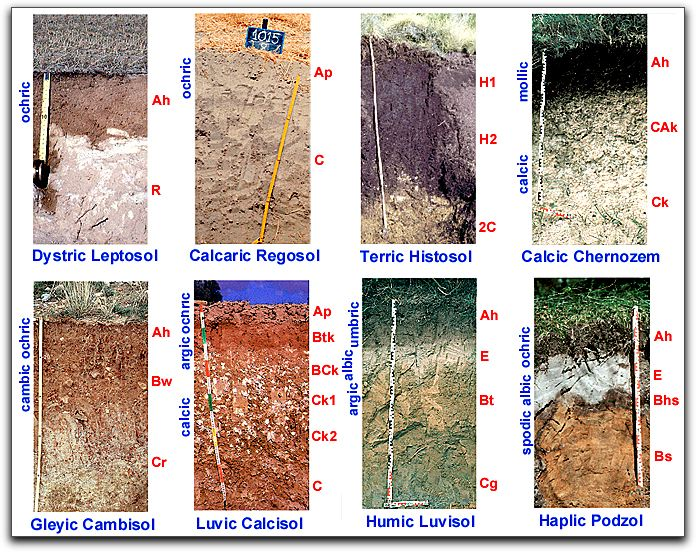 ochric
Ah
R
Dystric Leptosol
1015
ochric
Ap
C
Calcaric Regosol
H1
H2
2C
Terric Histosol
mollic
calcic
Ah
CAk
Ck
Calcic Chernozem
cambic ochric
Ah
Bw
Cr
Gleyic Cambisol
calcic argic ochric
Ap
Btk
BCk
Ck1
Ck2
C
Luvic Calcisol
argic albic umbric
Ah
E
Bt
Cg
Humic Luvisol
spodic albic ochric
Ah
E
Bhs
Bs
Haplic Podzol